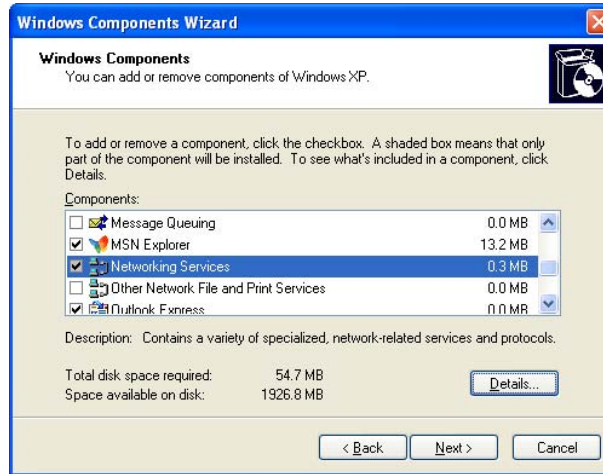 Windows Components Wizard
Windows Components
You can add or remove components of Windows XP.
To add or remove a component, click the checkbox. A shaded box means that only
part of the component will be installed. To see what's included in a component, click
Details.
Components:
Message Queuing 0.0 MB
MSN Explorer 13.2 MB
Networking Services 0.3 MB
Other Network File and Print Services 0.0 MB
Outlook Express 0.0 MB
Description: Contains a variety of specialized, network-related services and protocols.
Total disk space required: 54.7 MB
Space available on disk: 1926.8 MB
Details...
< Back Next > Cancel